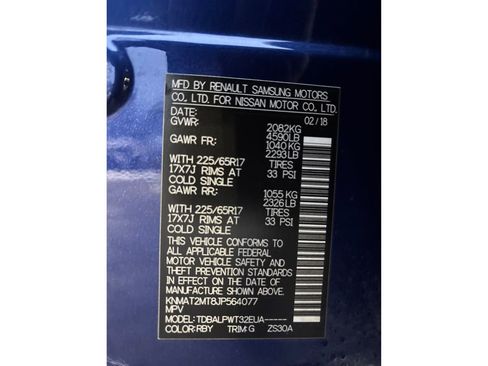 MFD BY RENAULT SAMSUNG MOTORS
CO., LTD. FOR NISSAN MOTOR CO., LTD.
DATE: 02/18
GVWR: 2082KG
4590LB
GAWR FR: 1040 KG
2293LB
WITH 225/65R17 TIRES
17X7J RIMS AT 33 PSI
COLD SINGLE
GAWR RR: 1055 KG
2326LB
WITH 225/65R17 TIRES
17X7J RIMS AT 33 PSI
COLD SINGLE
THIS VEHICLE CONFORMS TO
ALL APPLICABLE FEDERAL
MOTOR VEHICLE SAFETY AND
THEFT PREVENTION STANDARDS
IN EFFECT ON THE DATE OF
MANUFACTURE SHOWN ABOVE.
KNMAT2MT8JP564077
MPV
MODEL: TDBALPWT32EUA-----
COLOR: RBY TRIM: G ZS30A